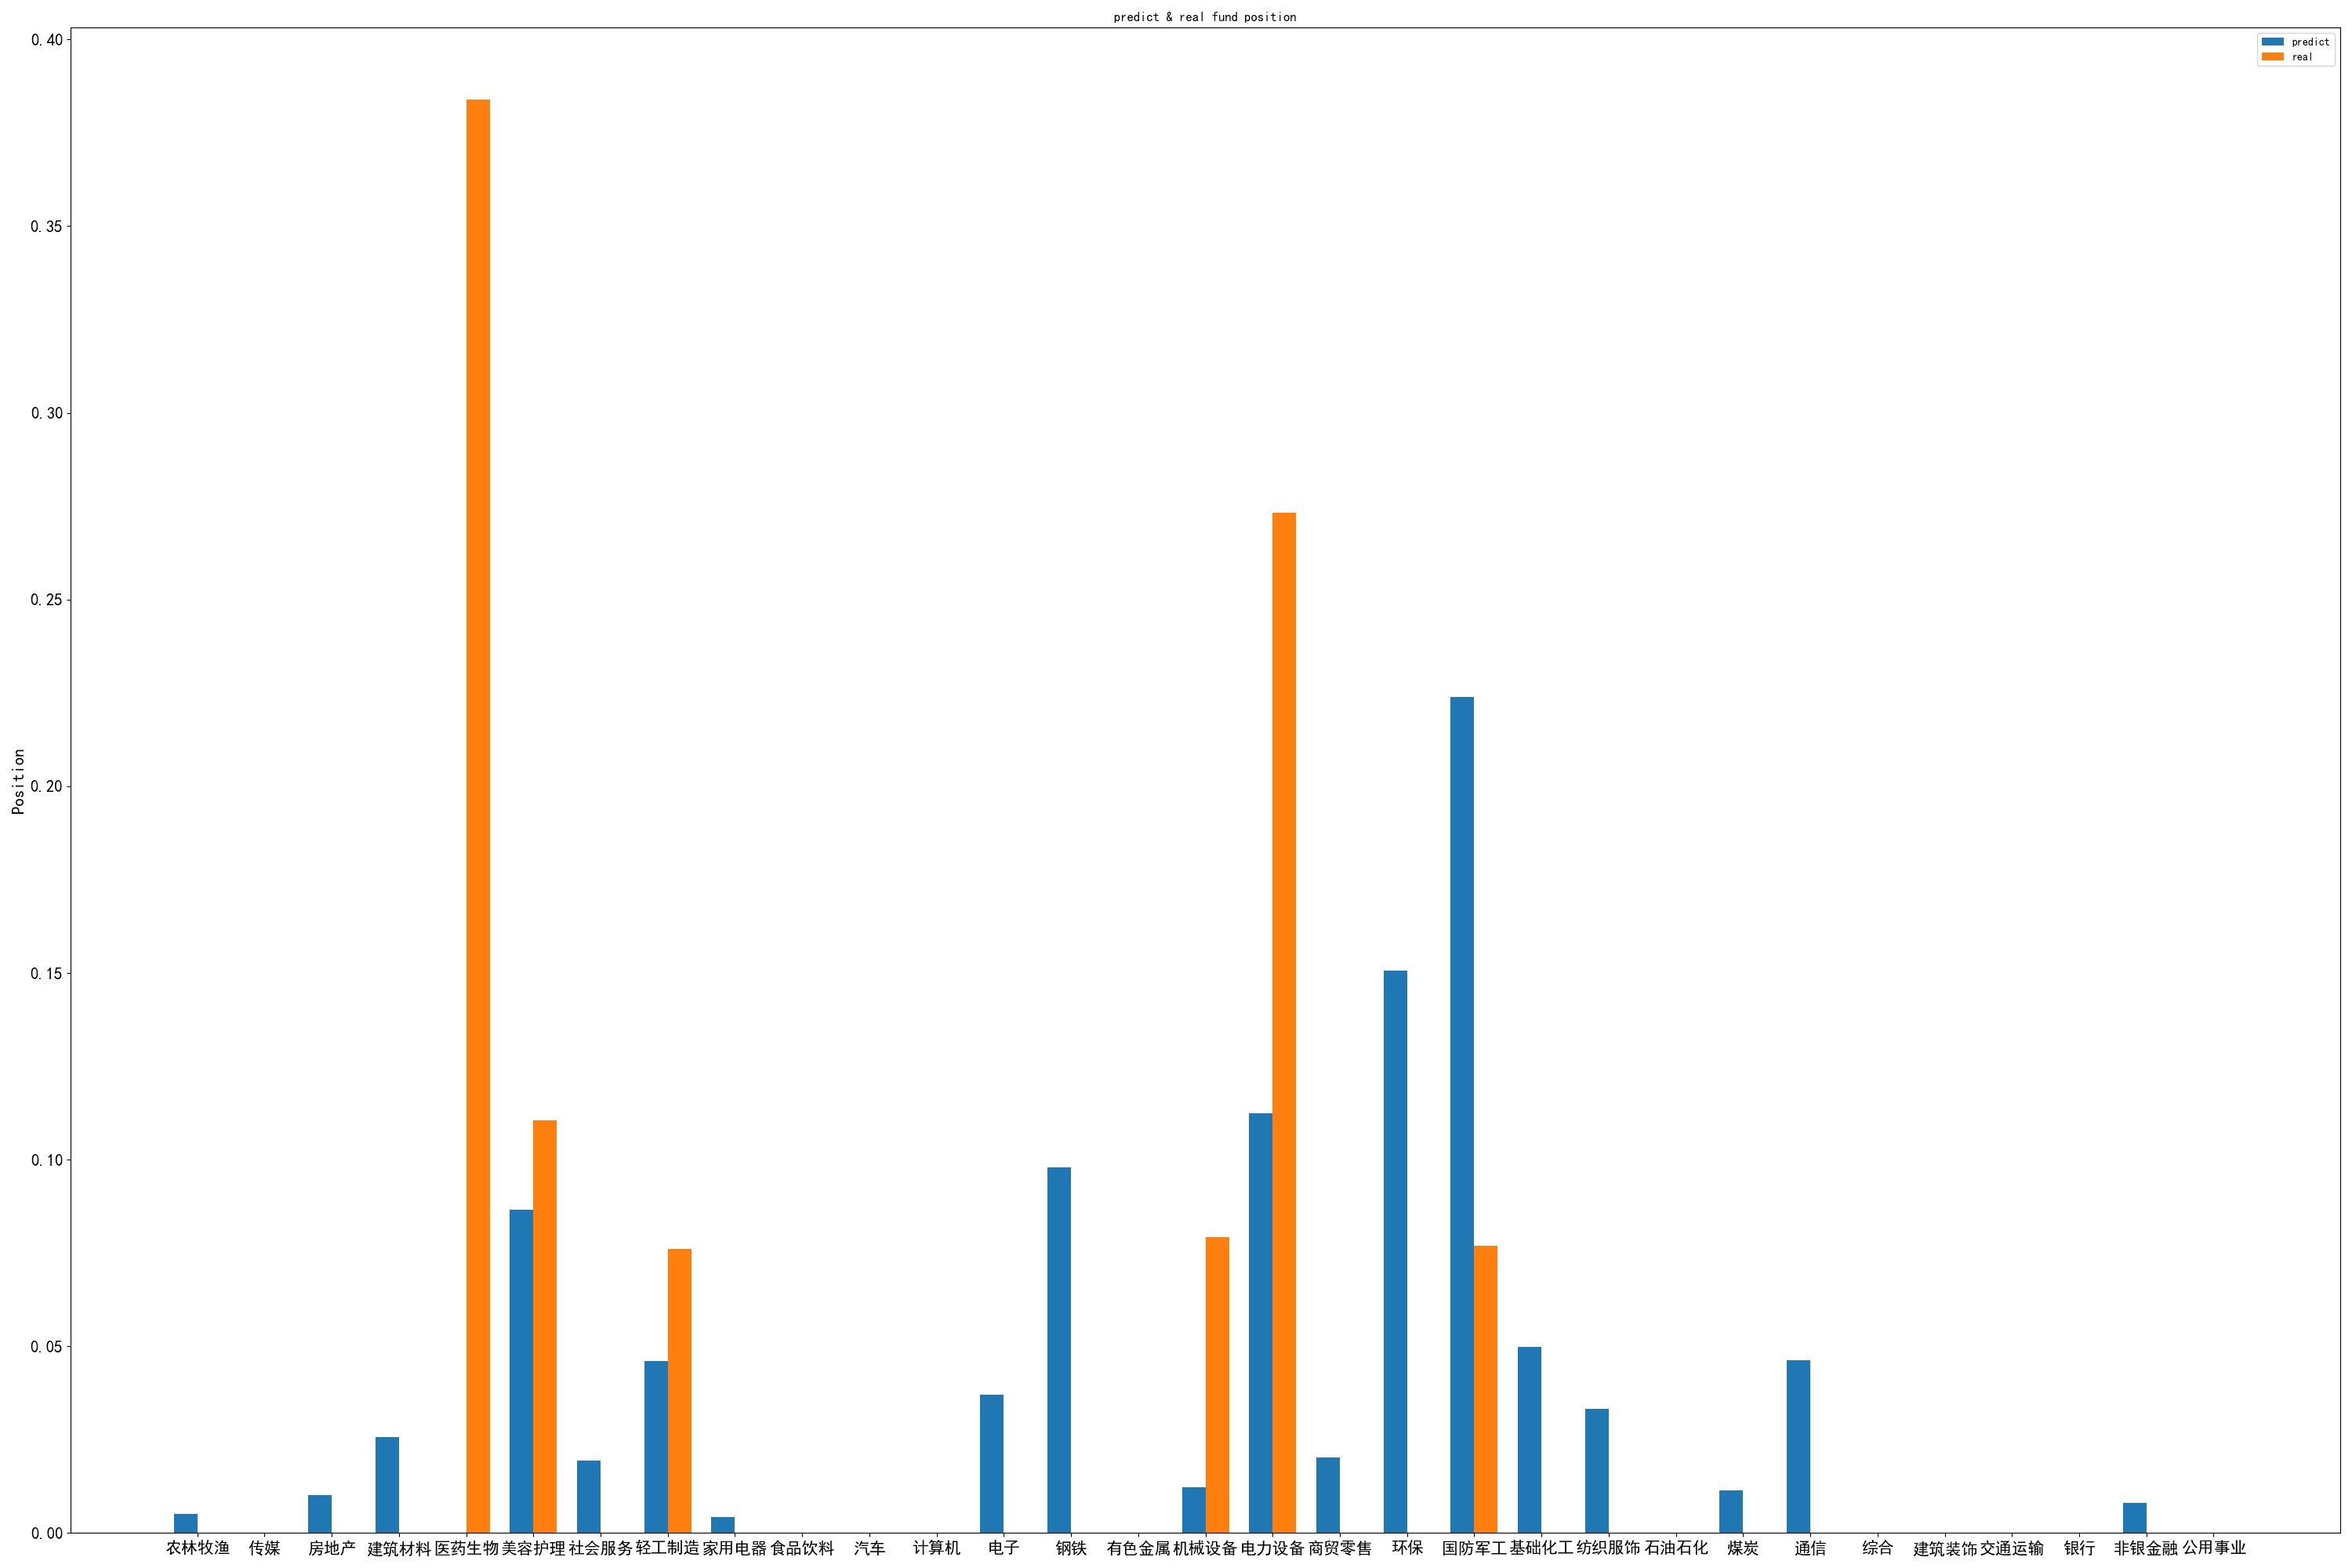 predict & real fund position
predict
real
0.40
0.35
0.30
0.25
0.20
0.15
0.10
0.05
0.00
Position
农林牧渔 传媒 房地产 建筑材料 医药生物 美容护理 社会服务 轻工制造 家用电器 食品饮料 汽车 计算机 电子 钢铁 有色金属 机械设备 电力设备 商贸零售 环保 国防军工 基础化工 纺织服饰 石油石化 煤炭 通信 综合 建筑装饰 交通运输 银行 非银金融 公用事业